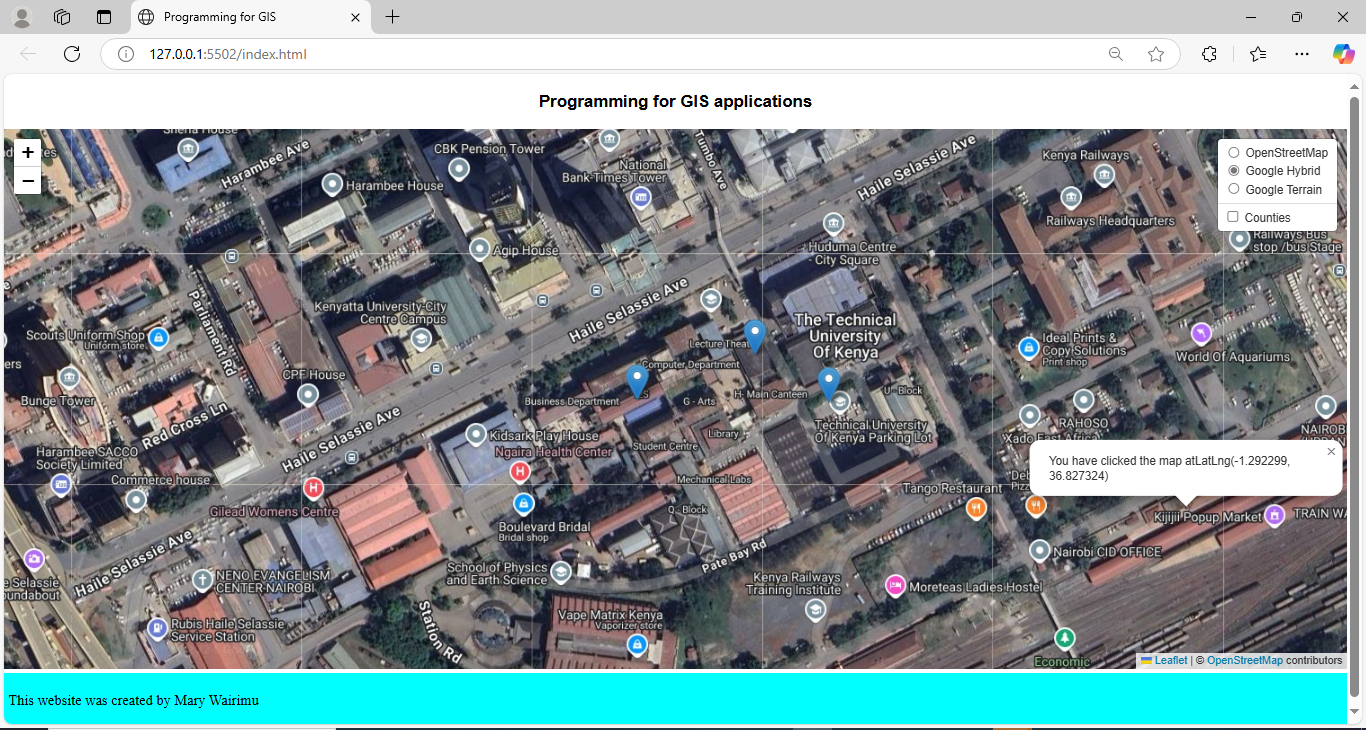 Programming for GIS
127.0.0.1:5502/index.html
Programming for GIS applications
+
−
OpenStreetMap
Google Hybrid
Google Terrain
Counties
Harambee Ave
CBK Pension Tower
Tumbo Ave
Haile Selassie Ave
Kenya Railways
National
Bank-Times Tower
Harambee House
Railways Headquarters
Railways Bus
stop /bus Stage
Agip House
Huduma Centre
- City Square
Parliament Rd
Kenyatta University-City
Centre Campus
Haile Selassie Ave
The Technical
University
Of Kenya
Scouts Uniform Shop
Uniform store
Lecture Theat
Ideal Prints &
Copy Solutions
Print shop
World Of Aquariums
ers
Computer Department
CPF House
Bunge Tower
Business Department
G - Arts
H- Main Canteen
U - Block
Red Cross Ln
Haile Selassie Ave
Kidsark Play House
Ngaira Health Center
Library
Student Centre
Technical University
Of Kenya Parking Lot
RAHOSO
Xado East Africa
NAIROB
Harambee SACCO
Society Limited
You have clicked the map atLatLng(-1.292299,
36.827324)
×
Commerce house
Mechanical Labs
Tango Restaurant
Gilead Womens Centre
Q - Block
Boulevard Bridal
Bridal shop
Kijijii Popup Market
TRAIN WA
Haile Selassie Ave
Pate Bay Rd
Nairobi CID OFFICE
School of Physics
and Earth Science
NENO EVANGELISM
CENTER-NAIROBI
Kenya Railways
Training Institute
Moreteas Ladies Hostel
e Selassie
oundabout
Station Rd
Vape Matrix Kenya
Vaporizer store
Rubis Haile Selassie
Service Station
Economic
Leaflet | © OpenStreetMap contributors
This website was created by Mary Wairimu